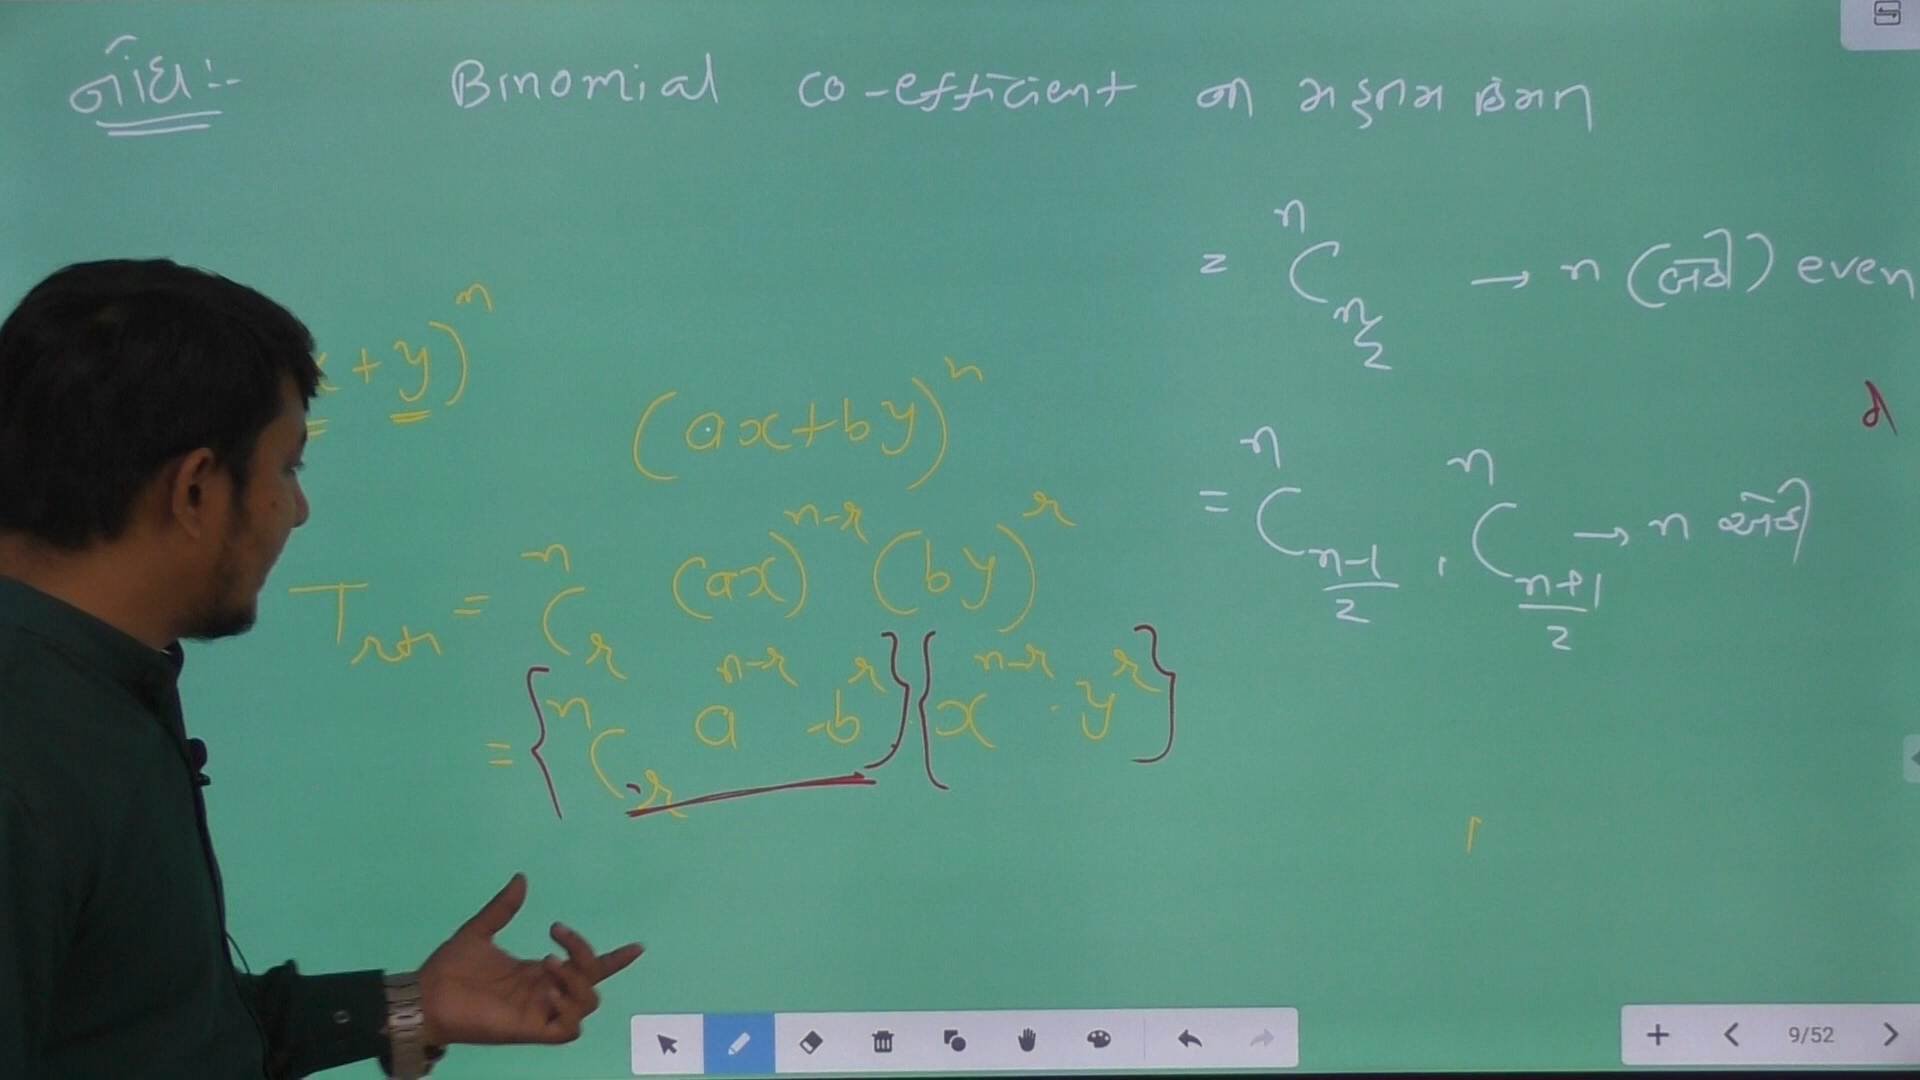 નોંધ:- Binomial co-efficient ના મહત્તમ કિંમત
= ⁿC_{n/2} → n (બેકી) even
+ y)ⁿ
(ax+by)ⁿ
= ⁿC_{(n-1)/2} , ⁿC_{(n+1)/2} → n એકી
T_{r+1} = ⁿC_r (ax)^{n-r} (by)^r
= {ⁿC_r a^{n-r} · b^r} · {x^{n-r} · y^r}
9/52